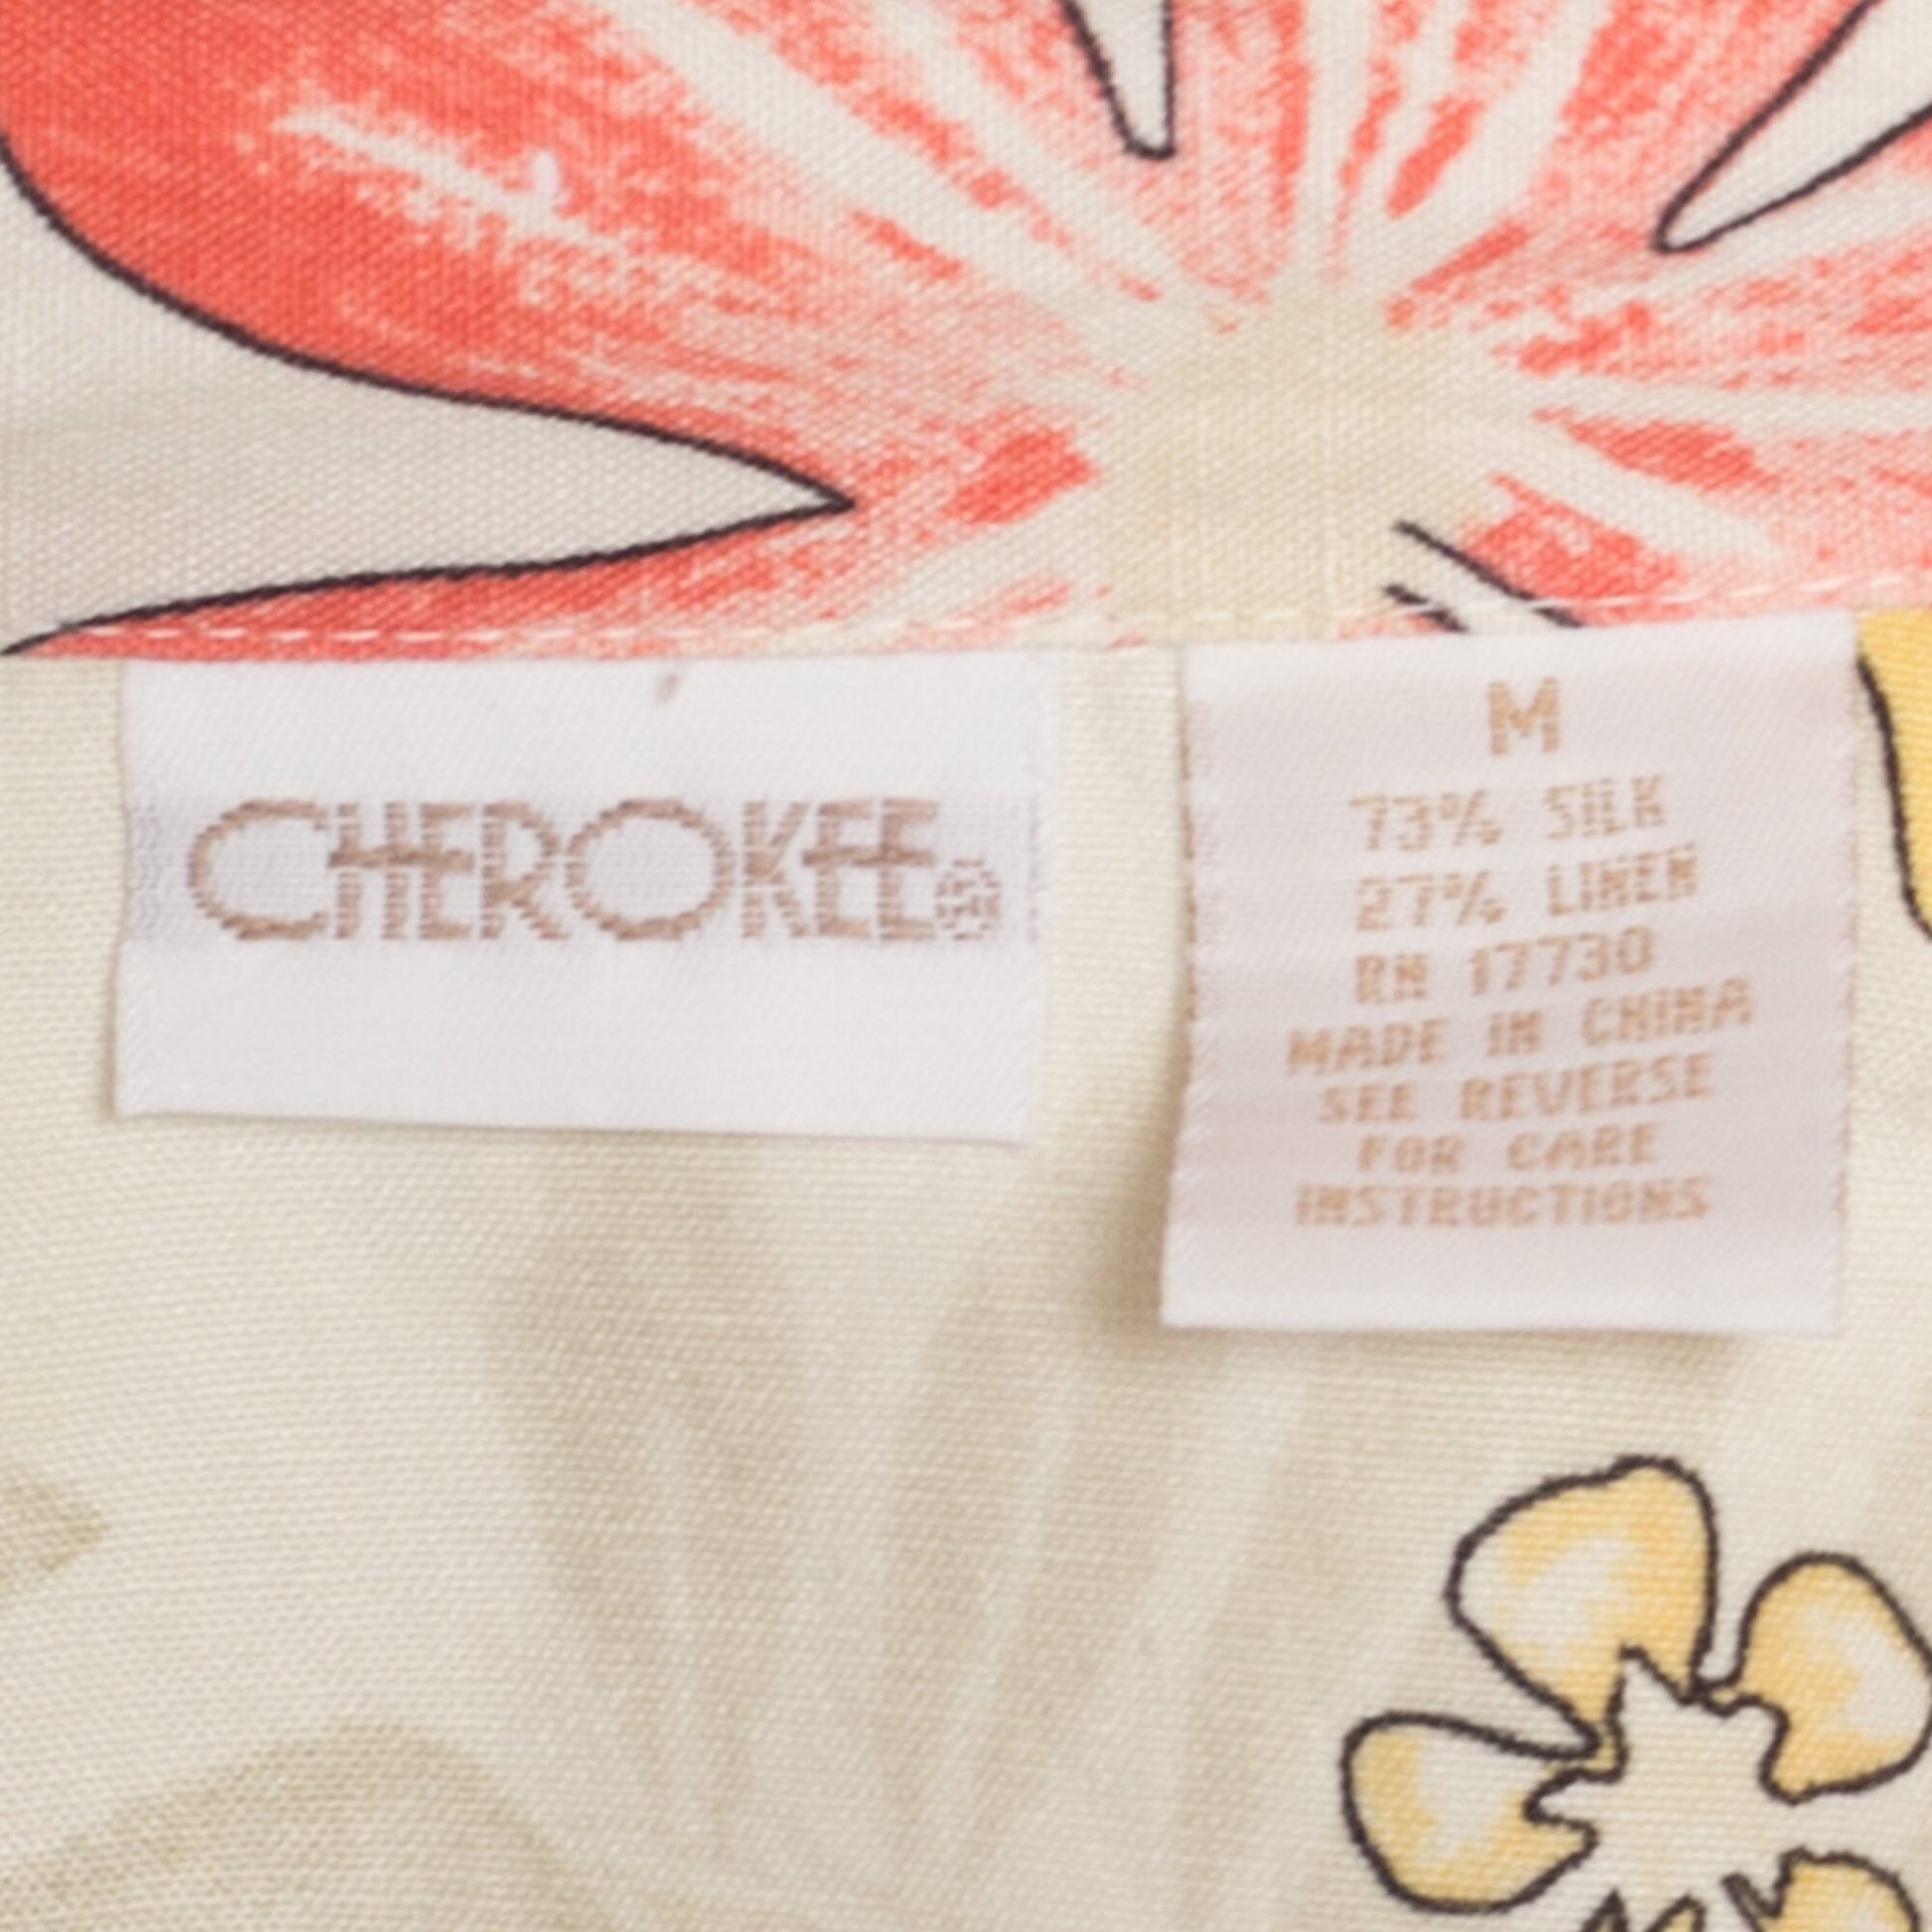 CHEROKEE®
M
73% SILK
27% LINEN
RN 17730
MADE IN CHINA
SEE REVERSE
FOR CARE
INSTRUCTIONS